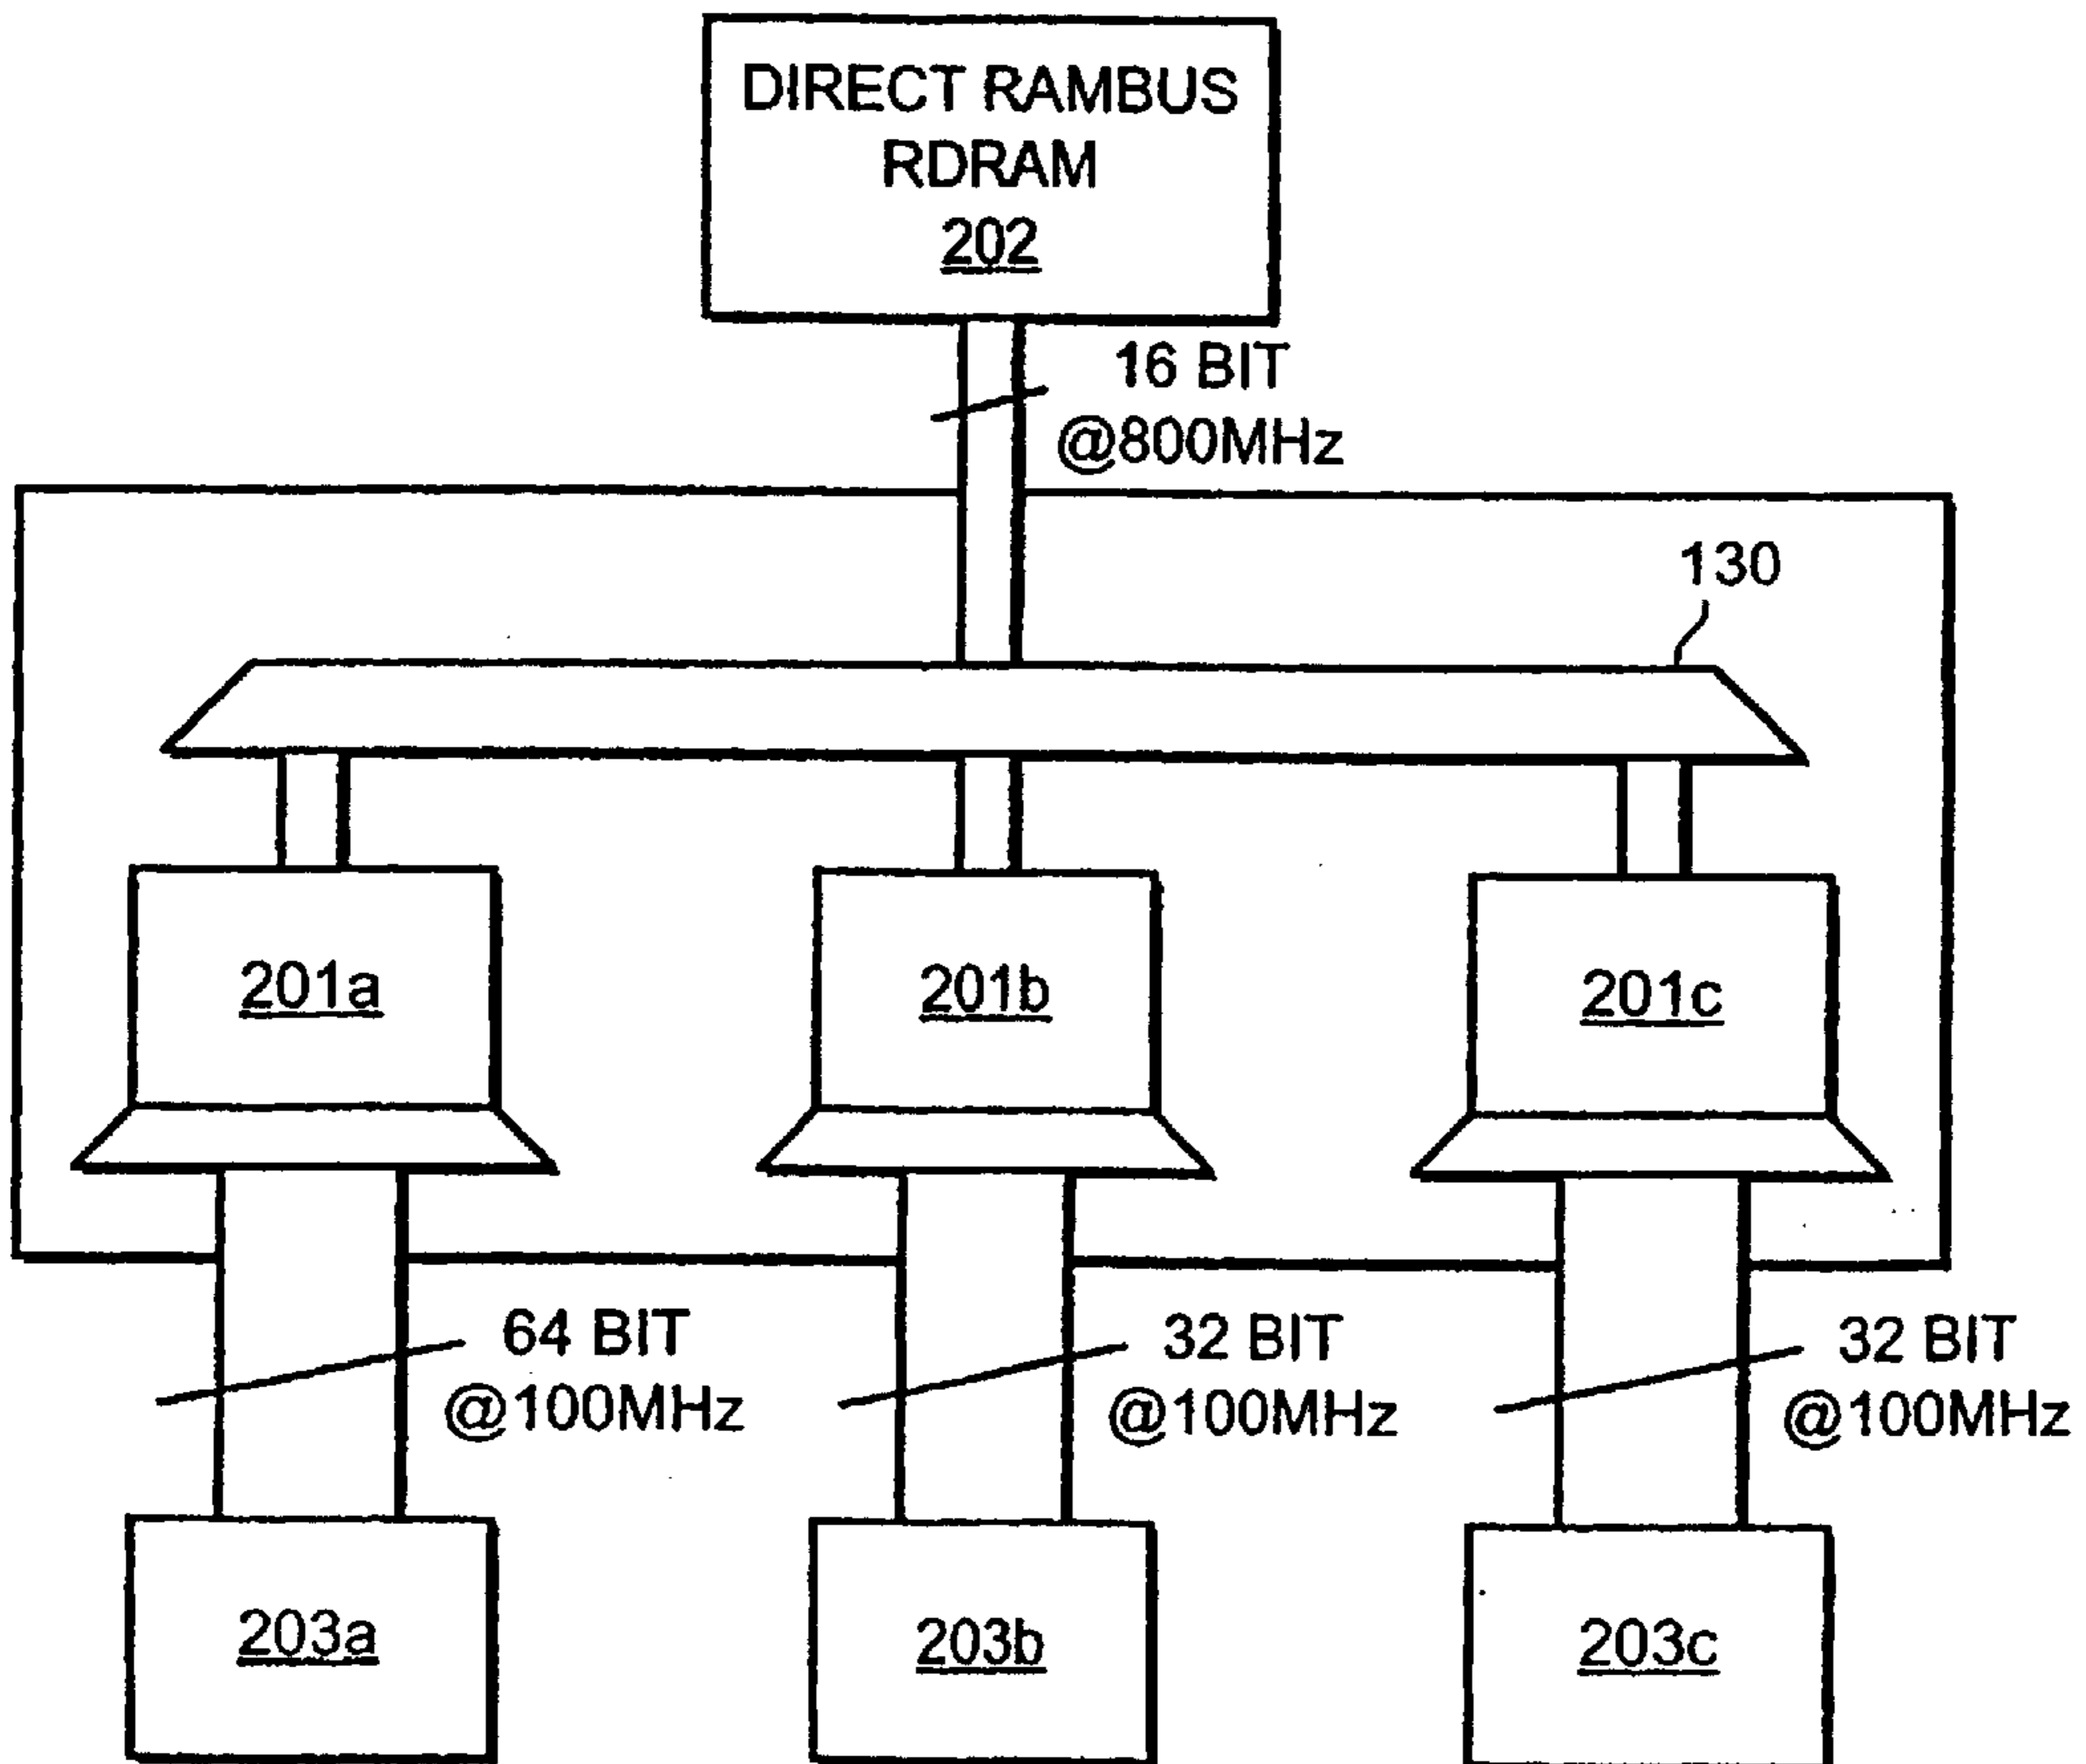 DIRECT RAMBUS
RDRAM
202
16 BIT
@800MHz
130
201a
201b
201c
64 BIT
@100MHz
32 BIT
@100MHz
32 BIT
@100MHz
203a
203b
203c